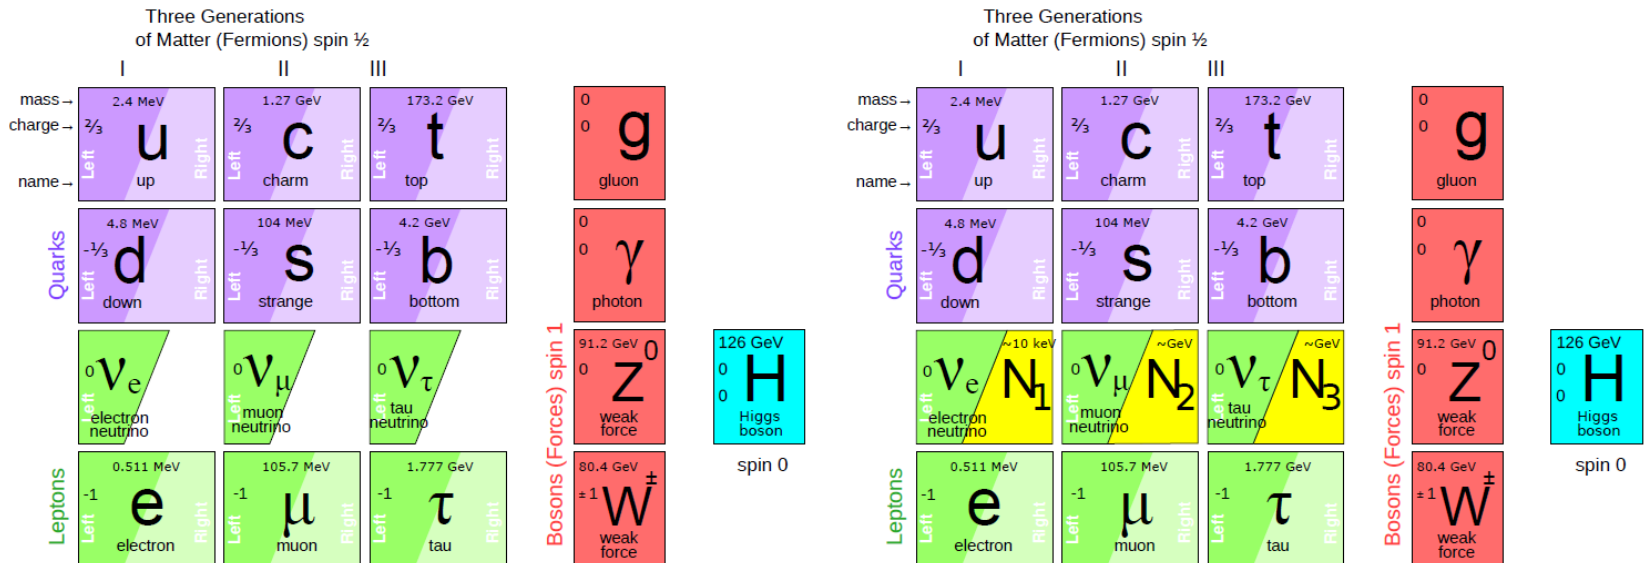 Three Generations
of Matter (Fermions) spin ½
I II III
mass→ 2.4 MeV 1.27 GeV 173.2 GeV 0
charge→ ⅔ ⅔ ⅔ 0
Left u Right c t Right g
name→ up charm top gluon
4.8 MeV 104 MeV 4.2 GeV 0
-⅓ -⅓ -⅓ 0
Quarks Left d Right Left s Right Left b Right γ
down strange bottom photon
91.2 GeV 126 GeV
0 νe 0 νμ 0 ντ 0 Z0 0 H
0
Left electron neutrino muon neutrino tau neutrino weak force Higgs boson
spin 0
0.511 MeV 105.7 MeV 1.777 GeV 80.4 GeV
-1 -1 -1 ±1
Leptons Left e Right Left μ Right Left τ Right W±
electron muon tau weak force
Bosons (Forces) spin 1
Three Generations
of Matter (Fermions) spin ½
I II III
mass→ 2.4 MeV 1.27 GeV 173.2 GeV 0
charge→ ⅔ ⅔ ⅔ 0
Left u Right Left c Right Left t Right g
name→ up charm top gluon
4.8 MeV 104 MeV 4.2 GeV 0
-⅓ -⅓ -⅓ 0
Quarks Left d Right Left s Right Left b Right γ
down strange bottom photon
~10 keV ~GeV ~GeV 91.2 GeV 126 GeV
0 νe N1 0 νμ N2 0 ντ N3 0 Z0 0 H
0
Left electron neutrino Left muon neutrino Left tau neutrino weak force Higgs boson
spin 0
0.511 MeV 105.7 MeV 1.777 GeV 80.4 GeV
-1 -1 -1 ±1
Leptons Left e Right Left μ Right Left τ Right W±
electron muon tau weak force
Bosons (Forces) spin 1